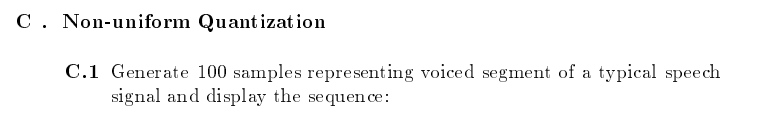 C . Non-uniform Quantization
C.1 Generate 100 samples representing voiced segment of a typical speech
signal and display the sequence: